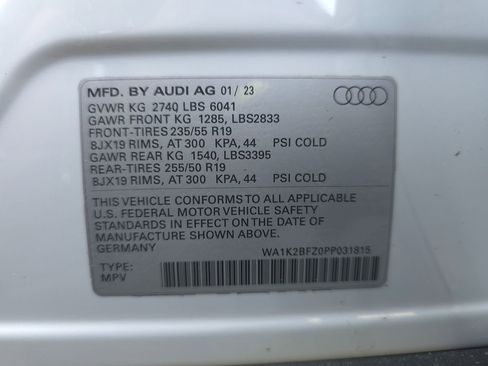 MFD. BY AUDI AG 01/ 23
GVWR KG 2740 LBS 6041
GAWR FRONT KG 1285, LBS2833
FRONT-TIRES 235/55 R19
8JX19 RIMS, AT 300 KPA, 44 PSI COLD
GAWR REAR KG 1540, LBS3395
REAR-TIRES 255/50 R19
8JX19 RIMS, AT 300 KPA, 44 PSI COLD
THIS VEHICLE CONFORMS TO ALL APPLICABLE
U.S. FEDERAL MOTOR VEHICLE SAFETY
STANDARDS IN EFFECT ON THE DATE OF
MANUFACTURE SHOWN ABOVE.
GERMANY
WA1K2BFZ0PP031815
TYPE:
MPV